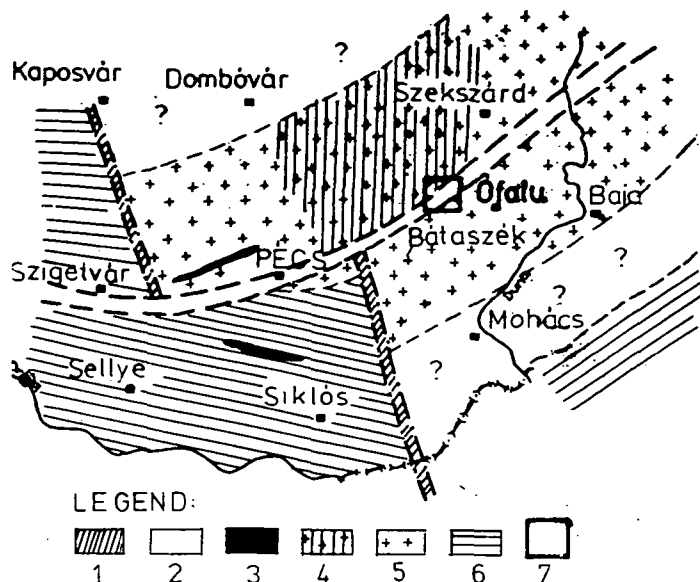 ?
Kaposvár
Dombóvár
?
Szekszárd
Ófalu
Baja
PÉCS
Bátaszék
Szigetvár
?
?
Mohács
Sellye
?
Siklós
LEGEND:
1 2 3 4 5 6 7